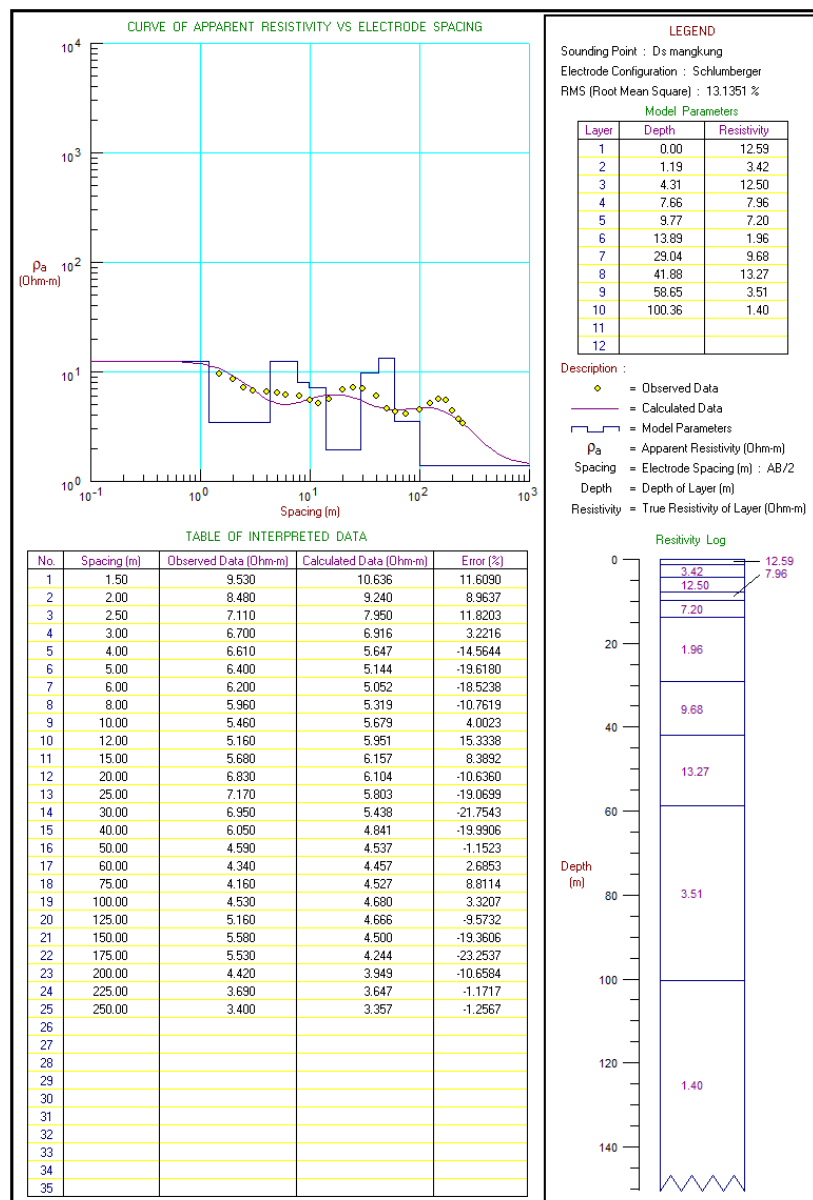 CURVE OF APPARENT RESISTIVITY VS ELECTRODE SPACING
10^4
10^3
10^2
10^1
10^0
ρa
(Ohm-m)
10^-1
10^0
10^1
10^2
10^3
Spacing (m)
LEGEND
Sounding Point : Ds mangkung
Electrode Configuration : Schlumberger
RMS (Root Mean Square) : 13.1351 %
Model Parameters
Layer Depth Resistivity
1 0.00 12.59
2 1.19 3.42
3 4.31 12.50
4 7.66 7.96
5 9.77 7.20
6 13.89 1.96
7 29.04 9.68
8 41.88 13.27
9 58.65 3.51
10 100.36 1.40
11
12
Description :
= Observed Data
= Calculated Data
= Model Parameters
ρa = Apparent Resistivity (Ohm-m)
Spacing = Electrode Spacing (m) : AB/2
Depth = Depth of Layer (m)
Resistivity = True Resistivity of Layer (Ohm-m)
TABLE OF INTERPRETED DATA
No. Spacing (m) Observed Data (Ohm-m) Calculated Data (Ohm-m) Error (%)
1 1.50 9.530 10.636 11.6090
2 2.00 8.480 9.240 8.9637
3 2.50 7.110 7.950 11.8203
4 3.00 6.700 6.916 3.2216
5 4.00 6.610 5.647 -14.5644
6 5.00 6.400 5.144 -19.6180
7 6.00 6.200 5.052 -18.5238
8 8.00 5.960 5.319 -10.7619
9 10.00 5.460 5.679 4.0023
10 12.00 5.160 5.951 15.3338
11 15.00 5.680 6.157 8.3892
12 20.00 6.830 6.104 -10.6360
13 25.00 7.170 5.803 -19.0699
14 30.00 6.950 5.438 -21.7543
15 40.00 6.050 4.841 -19.9906
16 50.00 4.590 4.537 -1.1523
17 60.00 4.340 4.457 2.6853
18 75.00 4.160 4.527 8.8114
19 100.00 4.530 4.680 3.3207
20 125.00 5.160 4.666 -9.5732
21 150.00 5.580 4.500 -19.3606
22 175.00 5.530 4.244 -23.2537
23 200.00 4.420 3.949 -10.6584
24 225.00 3.690 3.647 -1.1717
25 250.00 3.400 3.357 -1.2567
26
27
28
29
30
31
32
33
34
35
Resitivity Log
0
20
40
60
80
100
120
140
Depth
(m)
12.59
3.42
7.96
12.50
7.20
1.96
9.68
13.27
3.51
1.40